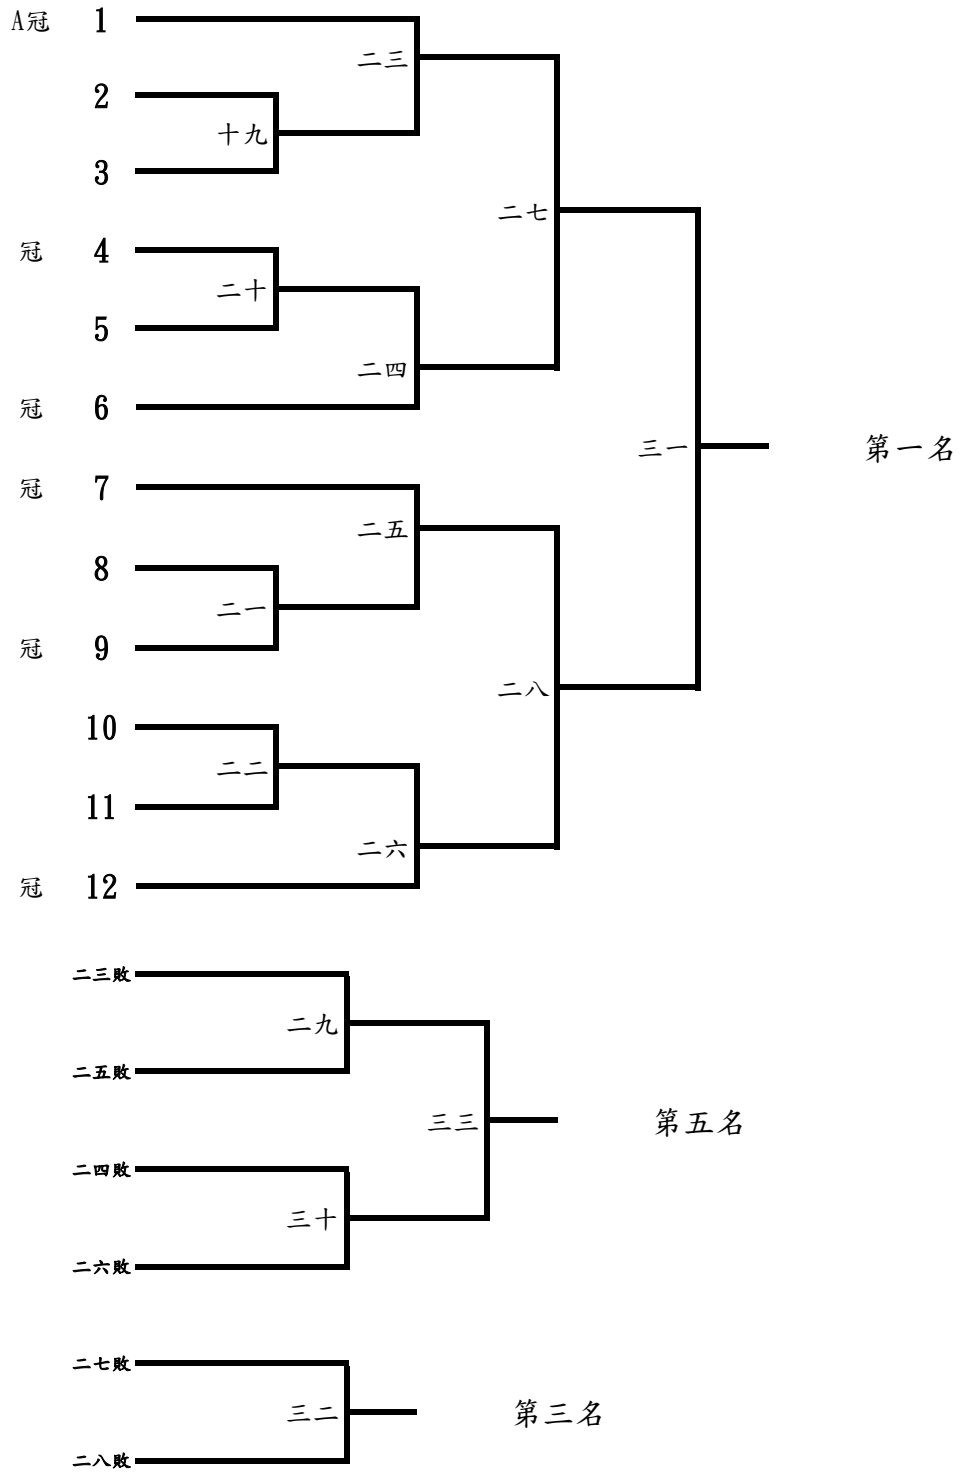 A冠 1
二三
2
十九
3
二七
冠 4
二十
5
二四
冠 6
三一 第一名
冠 7
二五
8
二一
冠 9
二八
10
二二
11
二六
冠 12
二三敗
二九
二五敗
三三 第五名
二四敗
三十
二六敗
二七敗
三二 第三名
二八敗